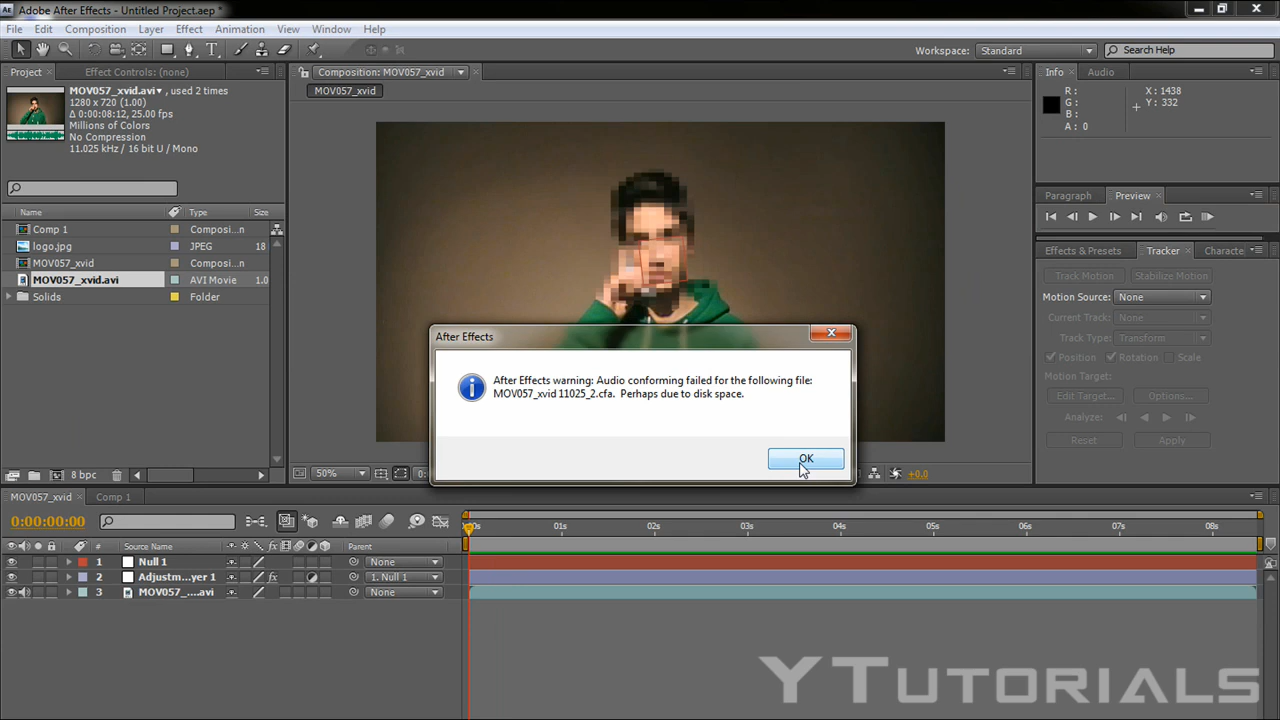 Adobe After Effects - Untitled Project.aep *
File Edit Composition Layer Effect Animation View Window Help
Workspace: Standard Search Help
Project Effect Controls: (none)
MOV057_xvid.avi , used 2 times
1280 x 720 (1.00)
Δ 0:00:08:12, 25.00 fps
Millions of Colors
No Compression
11.025 kHz / 16 bit U / Mono
Name Type Size
Comp 1 Composi...n
logo.jpg JPEG 18
MOV057_xvid Composi...n
MOV057_xvid.avi AVI Movie 1.0
Solids Folder
8 bpc
Composition: MOV057_xvid
MOV057_xvid
50%
+0.0
Info Audio
R: X: 1438
G: Y: 332
B:
A: 0
Paragraph Preview
Effects & Presets Tracker Characte
Track Motion Stabilize Motion
Motion Source: None
Current Track: None
Track Type: Transform
Position Rotation Scale
Motion Target:
Edit Target... Options...
Analyze:
Reset Apply
After Effects
After Effects warning: Audio conforming failed for the following file:
MOV057_xvid 11025_2.cfa. Perhaps due to disk space.
OK
MOV057_xvid Comp 1
0:00:00:00
# Source Name Parent
1 Null 1 None
2 Adjustm...yer 1 fx 1. Null 1
3 MOV057_....avi None
01s 02s 03s 04s 05s 06s 07s 08s
YTUTORIALS